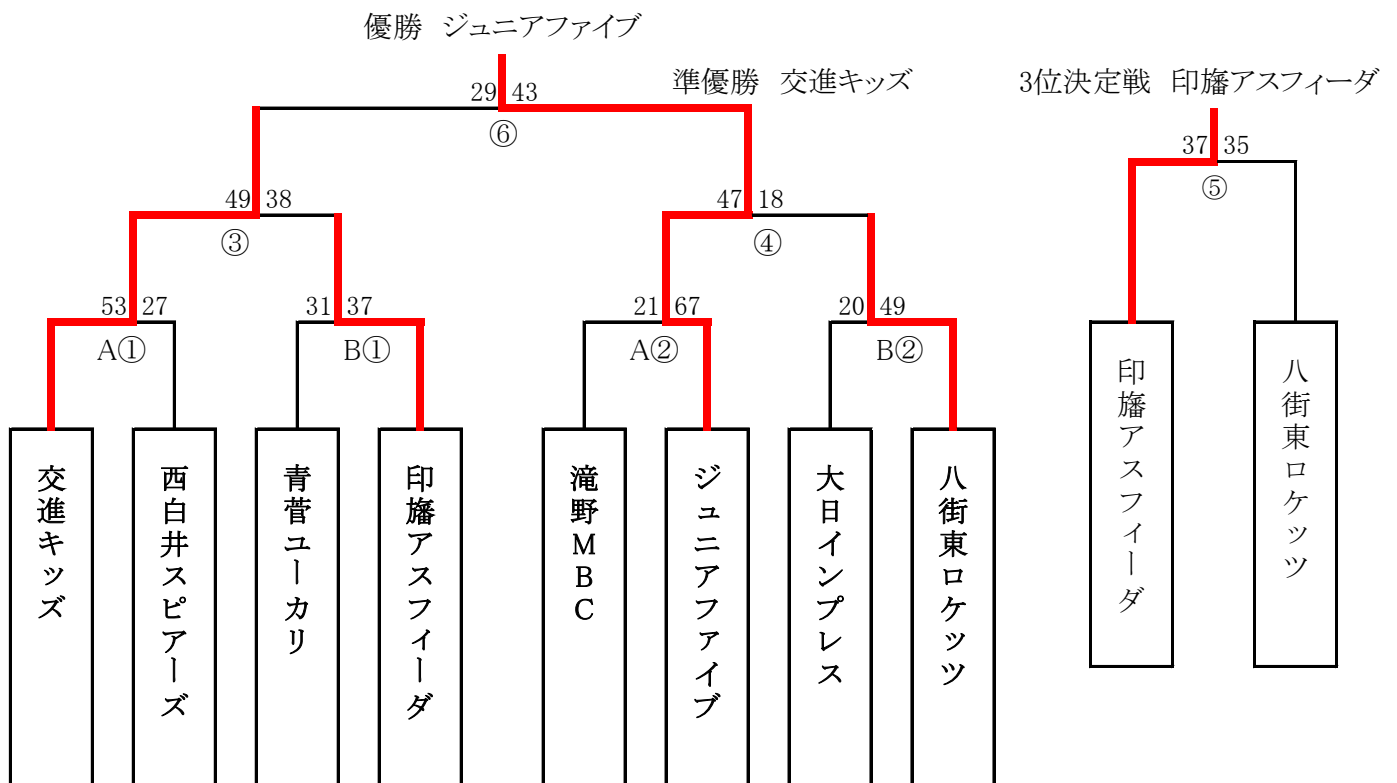 優勝 ジュニアファイブ
準優勝 交進キッズ
3位決定戦 印旛アスフィーダ
29 43
⑥
37 35
⑤
49 38
③
47 18
④
53 27
A①
31 37
B①
21 67
A②
20 49
B②
交進キッズ
西白井スピアーズ
青菅ユーカリ
印旛アスフィーダ
滝野MBC
ジュニアファイブ
大日インプレス
八街東ロケッツ
印旛アスフィーダ
八街東ロケッツ